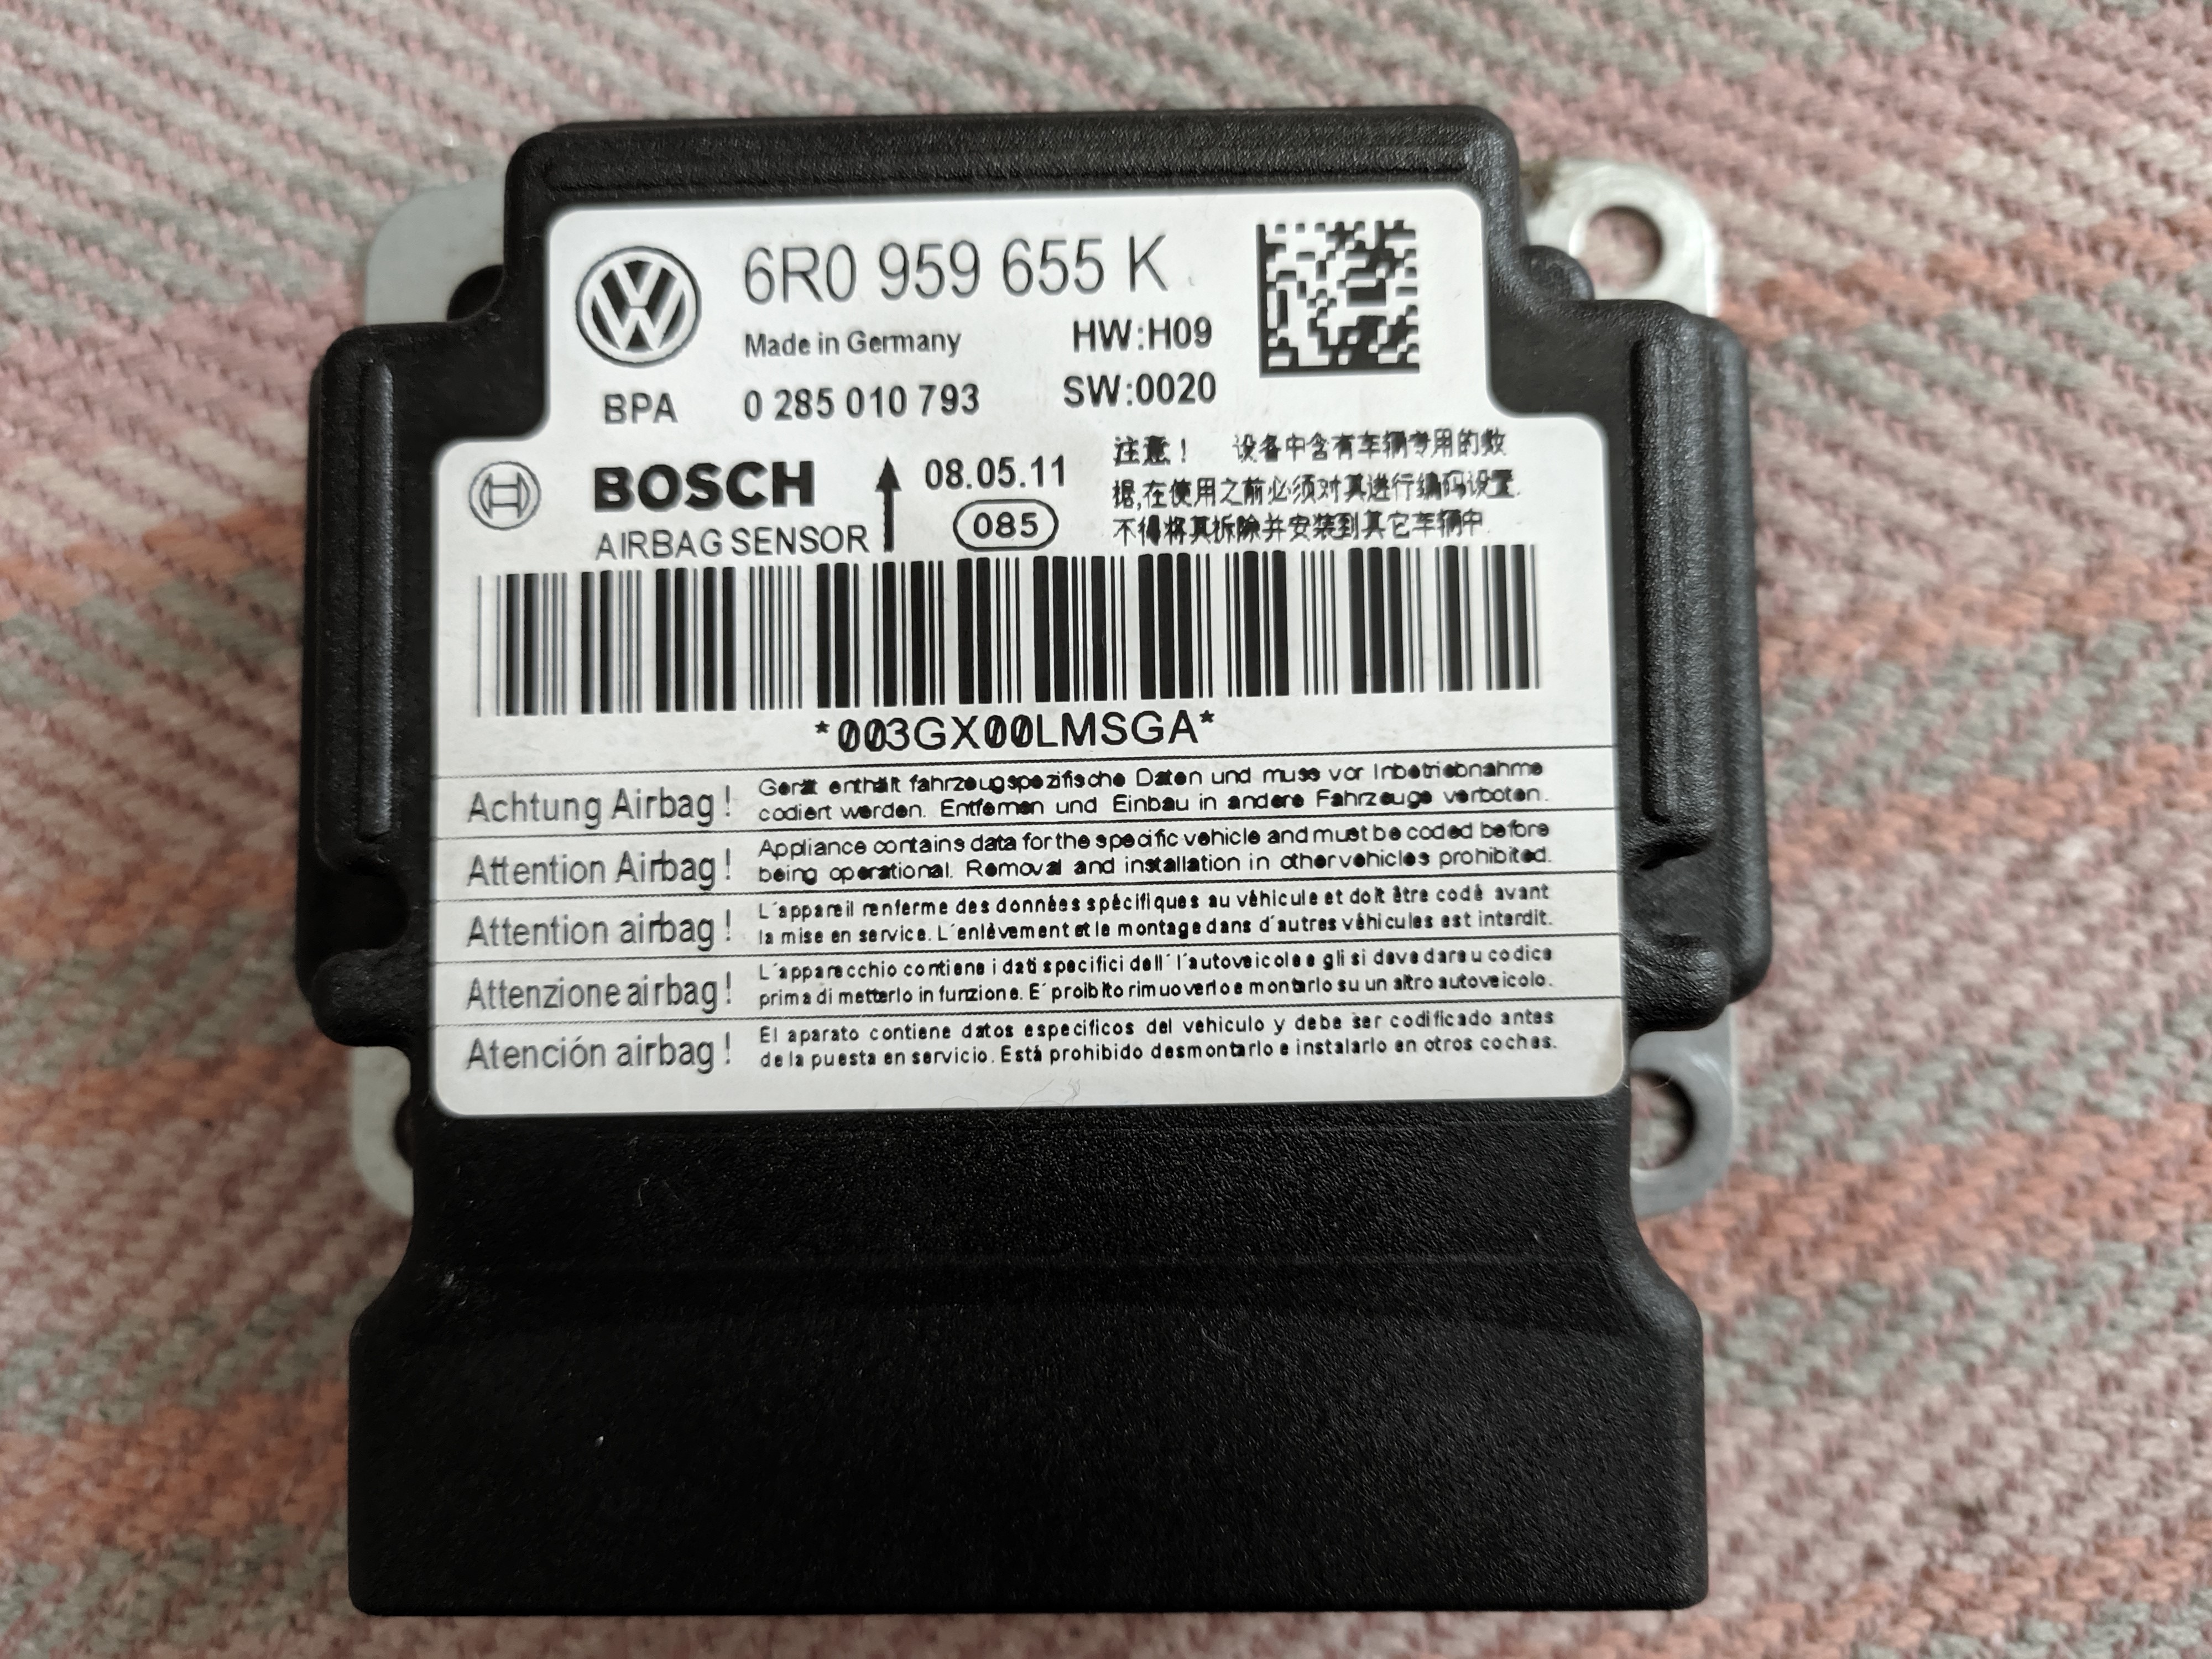 6R0 959 655 K
Made in Germany
HW:H09
BPA
0 285 010 793
SW:0020
BOSCH
AIRBAG SENSOR
08.05.11
085
注意！ 设备中含有车辆专用的数
据,在使用之前必须对其进行编码设置.
不得将其拆除并安装到其它车辆中.
*003GX00LMSGA*
Achtung Airbag!
Gerät enthält fahrzeugspezifische Daten und muss vor Inbetriebnahme
codiert werden. Entfernen und Einbau in andere Fahrzeuge verboten.
Attention Airbag!
Appliance contains data for the specific vehicle and must be coded before
being operational. Removal and installation in other vehicles prohibited.
Attention airbag!
L´appareil renferme des données spécifiques au véhicule et doit être codé avant
la mise en service. L´enlèvement et le montage dans d´autres véhicules est interdit.
Attenzione airbag!
L´apparecchio contiene i dati specifici dell´ l´autoveicolo e gli si deve dare u codice
prima di metterlo in funzione. E´ proibito rimuoverlo e montarlo su un altro autoveicolo.
Atención airbag!
El aparato contiene datos especificos del vehiculo y debe ser codificado antes
de la puesta en servicio. Está prohibido desmontarlo e instalarlo en otros coches.